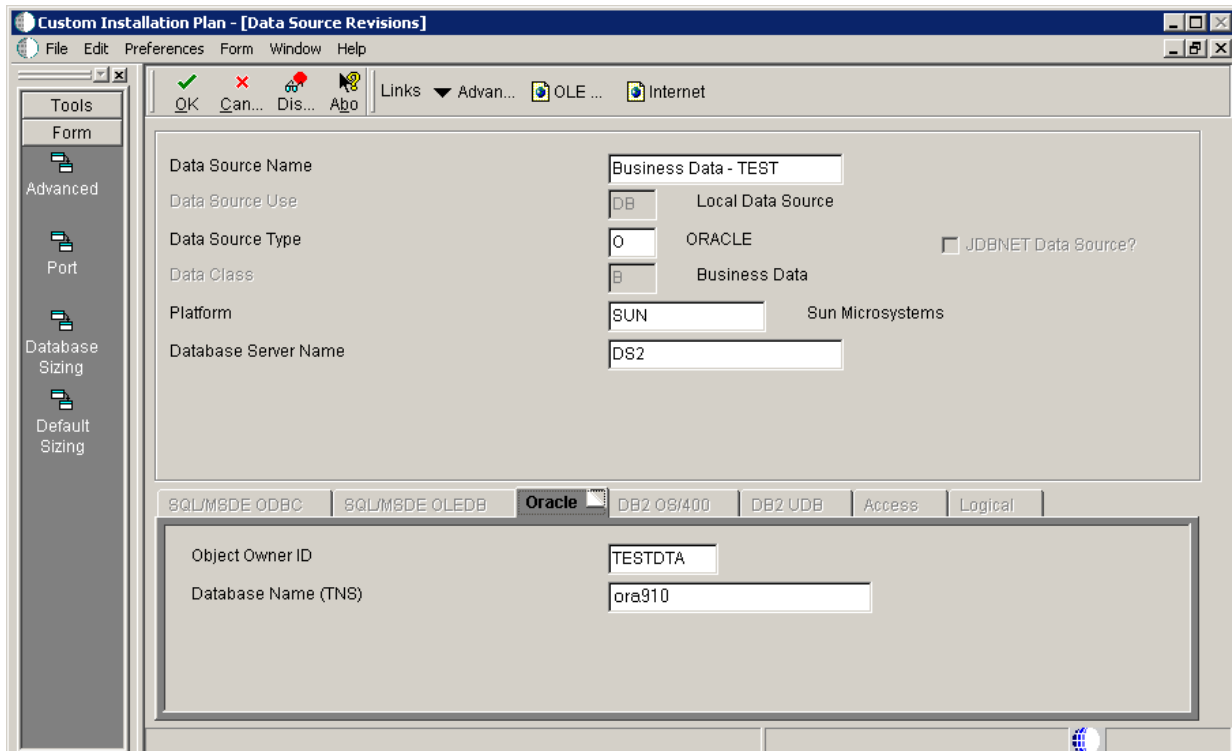 Custom Installation Plan - [Data Source Revisions]
File Edit Preferences Form Window Help
Tools
Form
Advanced
Port
Database
Sizing
Default
Sizing
OK Can... Dis... Abo Links Advan... OLE ... Internet
Data Source Name Business Data - TEST
Data Source Use DB Local Data Source
Data Source Type O ORACLE JDBNET Data Source?
Data Class B Business Data
Platform SUN Sun Microsystems
Database Server Name DS2
SQL/MSDE ODBC SQL/MSDE OLEDB Oracle DB2 OS/400 DB2 UDB Access Logical
Object Owner ID TESTDTA
Database Name (TNS) ora910